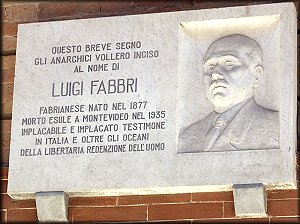 QUESTO BREVE SEGNO
GLI ANARCHICI VOLLERO INCISO
AL NOME DI
LUIGI FABBRI
FABRIANESE NATO NEL 1877
MORTO ESULE A MONTEVIDEO NEL 1935
IMPLACABILE E IMPLACATO TESTIMONE
IN ITALIA E OLTRE GLI OCEANI
DELLA LIBERTARIA REDENZIONE DELL'UOMO